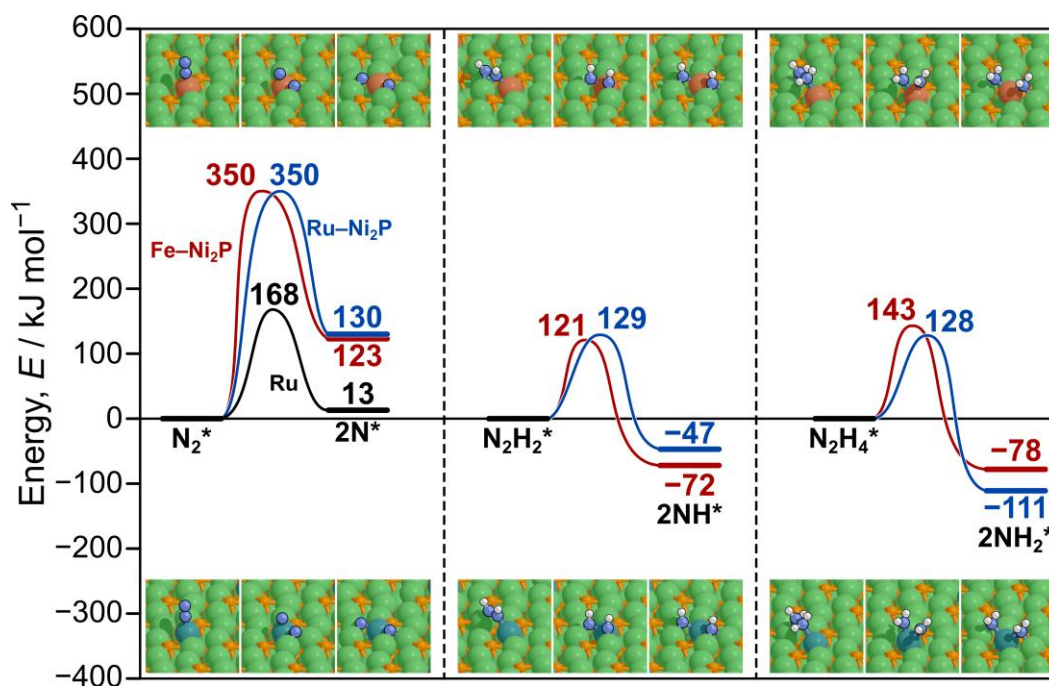 Energy, E / kJ mol⁻¹
600
500
400
300
200
100
0
−100
−200
−300
−400
350 350
Fe–Ni₂P
Ru–Ni₂P
168
Ru
130
123
13
N₂*
2N*
121 129
N₂H₂*
−47
−72
2NH*
143 128
N₂H₄*
−78
−111
2NH₂*